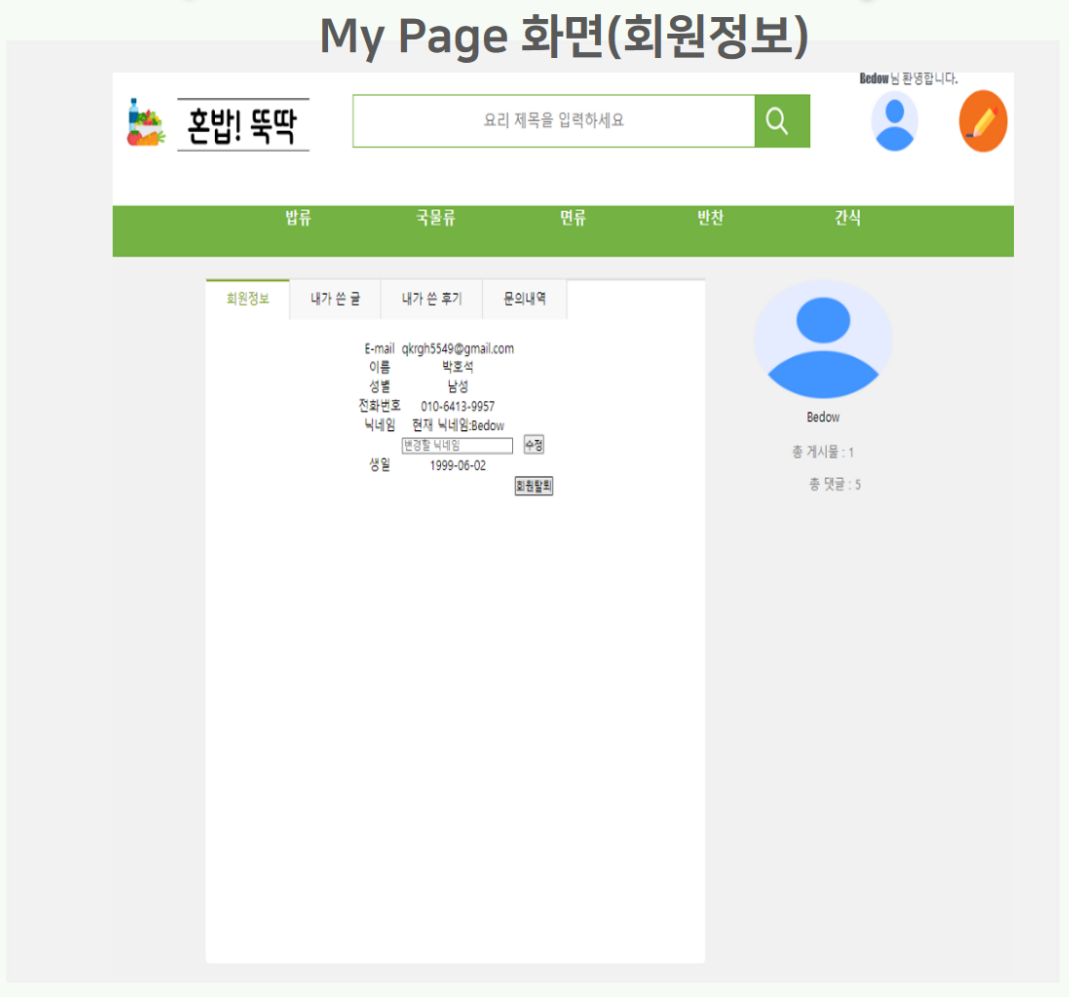 My Page 화면(회원정보)
Bedow님 환영합니다.
혼밥! 뚝딱
요리 제목을 입력하세요
밥류 국물류 면류 반찬 간식
회원정보 내가 쓴 글 내가 쓴 후기 문의내역
E-mail qkrgh5549@gmail.com
이름 박호석
성별 남성
전화번호 010-6413-9957
닉네임 현재 닉네임:Bedow
변경할 닉네임 수정
생일 1999-06-02
회원탈퇴
Bedow
총 게시물 : 1
총 댓글 : 5